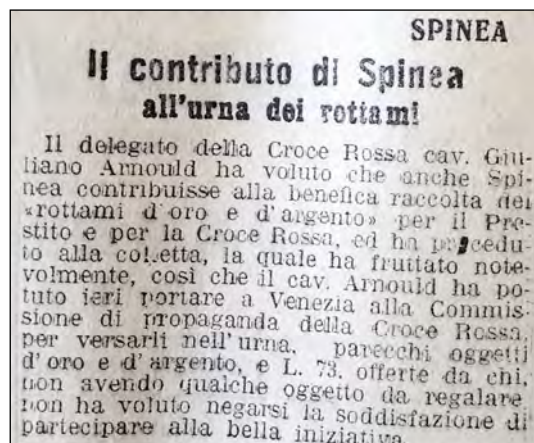 SPINEA
Il contributo di Spinea
all'urna dei rottami
Il delegato della Croce Rossa cav. Giu-
liano Arnould ha voluto che anche Spi-
nea contribuisse alla benefica raccolta dei
«rottami d'oro e d'argento» per il Pre-
stito e per la Croce Rossa, ed ha procedu-
to alla colletta, la quale ha fruttato note-
volmente, così che il cav. Arnould ha po-
tuto ieri portare a Venezia alla Commis-
sione di propaganda della Croce Rossa,
per versarli nell'urna, parecchi oggetti
d'oro e d'argento, e L. 73. offerte da chi,
non avendo qualche oggetto da regalare
non ha voluto negarsi la soddisfazione di
partecipare alla bella iniziativa